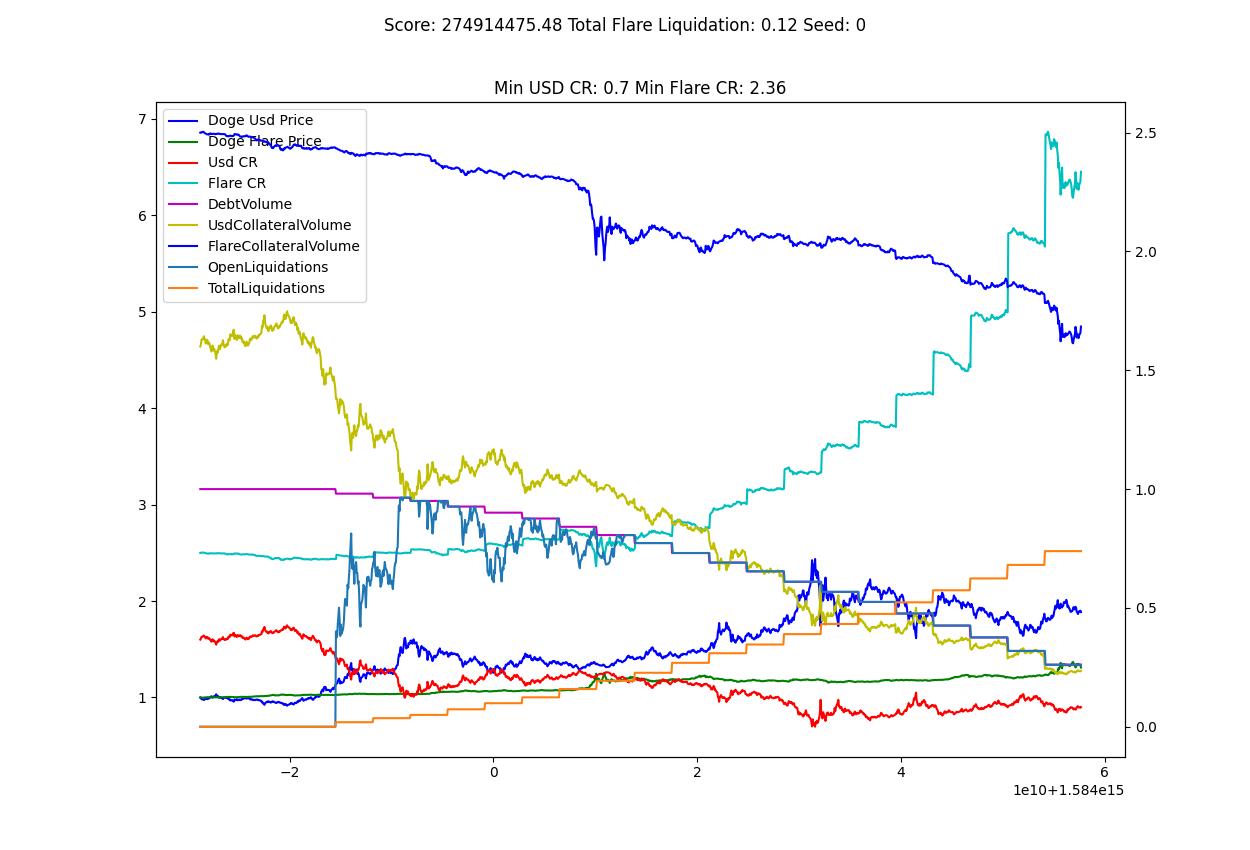 Score: 274914475.48 Total Flare Liquidation: 0.12 Seed: 0
Min USD CR: 0.7 Min Flare CR: 2.36
Doge Usd Price
Doge Flare Price
Usd CR
Flare CR
DebtVolume
UsdCollateralVolume
FlareCollateralVolume
OpenLiquidations
TotalLiquidations
7
6
5
4
3
2
1
2.5
2.0
1.5
1.0
0.5
0.0
−2
0
2
4
6
1e10+1.584e15